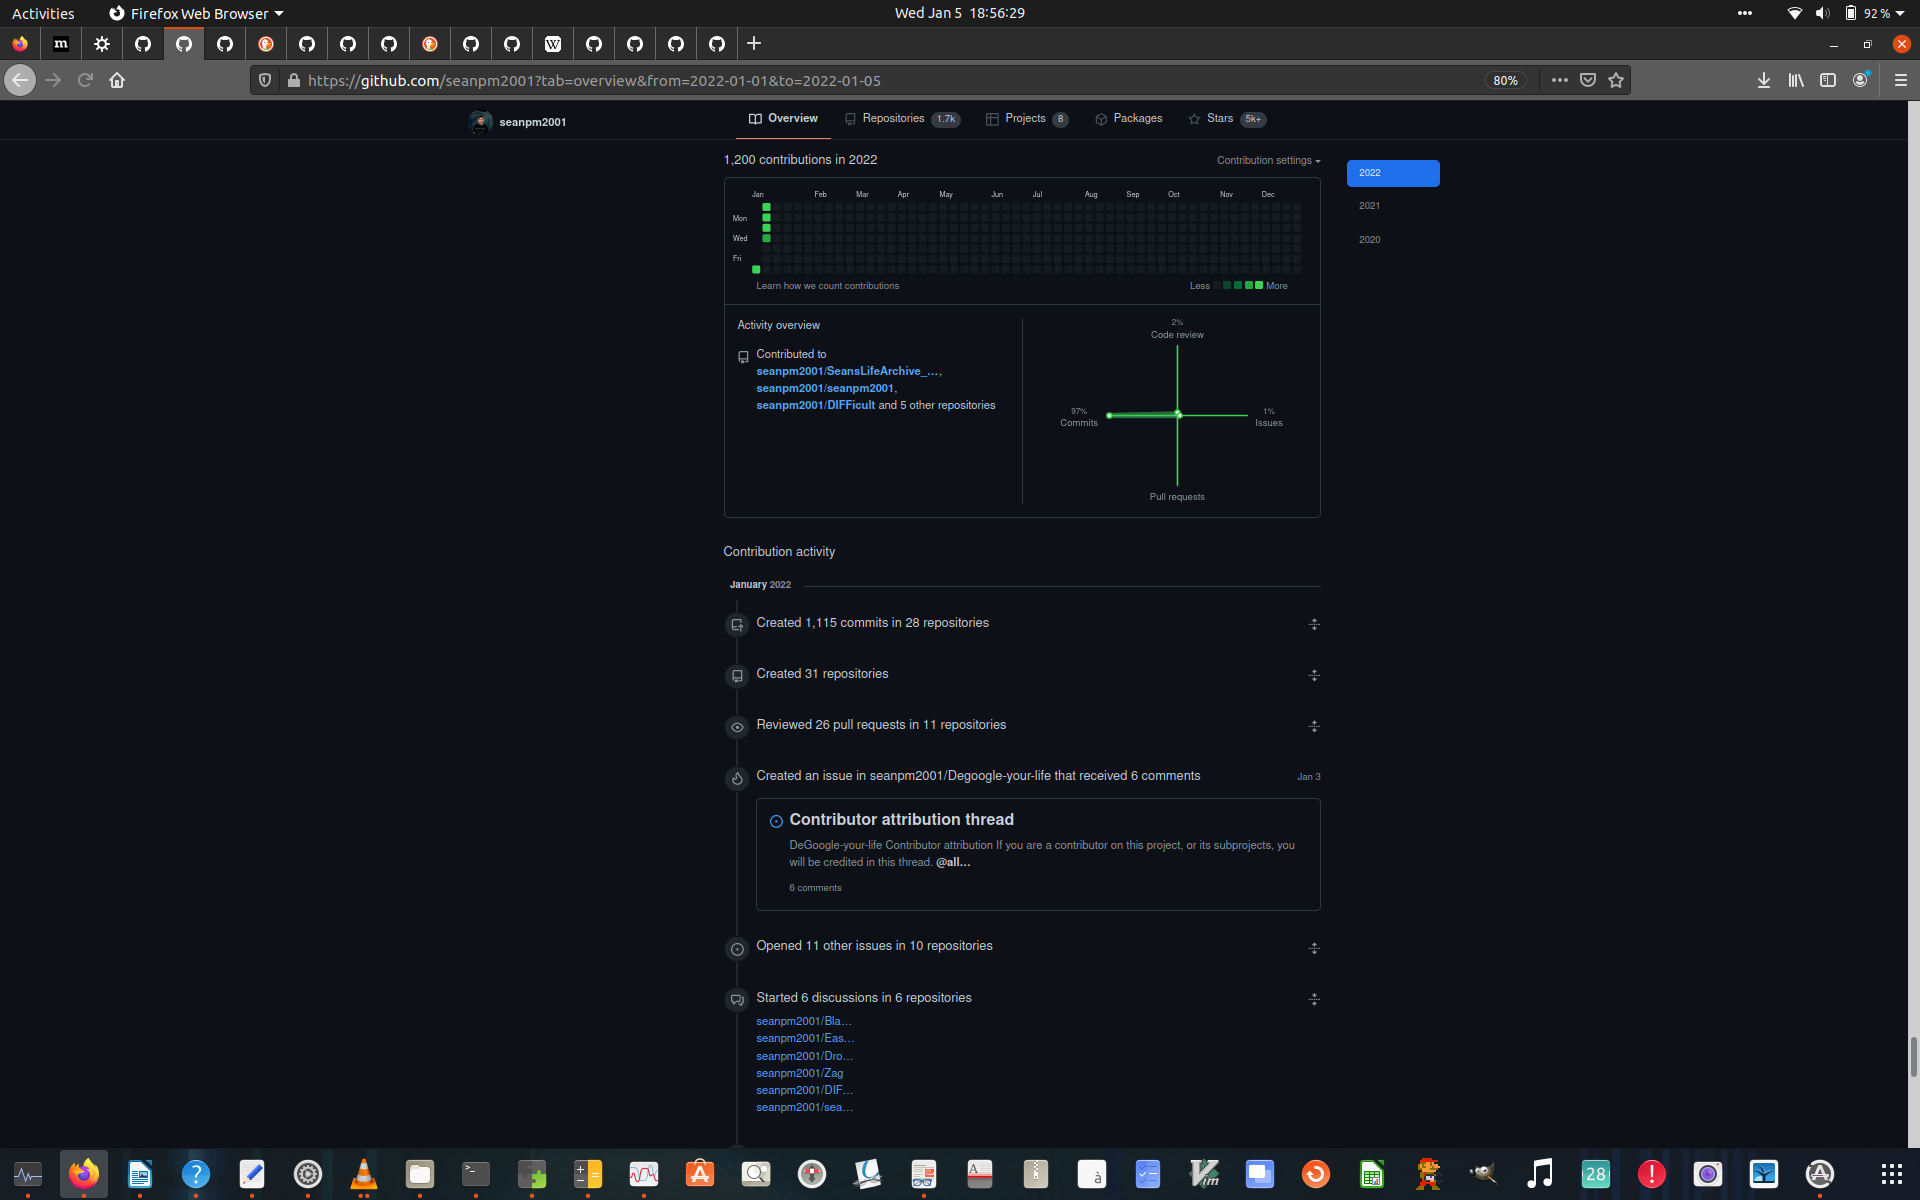 Activities
Firefox Web Browser
Wed Jan 5 18:56:29
92 %
m
W
https://github.com/seanpm2001?tab=overview&from=2022-01-01&to=2022-01-05
80%
seanpm2001
Overview
Repositories 1.7k
Projects 8
Packages
Stars 5k+
1,200 contributions in 2022
Contribution settings
2022
2021
2020
Jan Feb Mar Apr May Jun Jul Aug Sep Oct Nov Dec
Mon
Wed
Fri
Learn how we count contributions
Less More
Activity overview
Contributed to
seanpm2001/SeansLifeArchive_…,
seanpm2001/seanpm2001,
seanpm2001/DIFFicult and 5 other repositories
2%
Code review
97%
Commits
1%
Issues
Pull requests
Contribution activity
January 2022
Created 1,115 commits in 28 repositories
Created 31 repositories
Reviewed 26 pull requests in 11 repositories
Created an issue in seanpm2001/Degoogle-your-life that received 6 comments
Jan 3
Contributor attribution thread
DeGoogle-your-life Contributor attribution If you are a contributor on this project, or its subprojects, you
will be credited in this thread. @all…
6 comments
Opened 11 other issues in 10 repositories
Started 6 discussions in 6 repositories
seanpm2001/Bla…
seanpm2001/Eas…
seanpm2001/Dro…
seanpm2001/Zag
seanpm2001/DIF…
seanpm2001/sea…
?
A
à
Vim
28